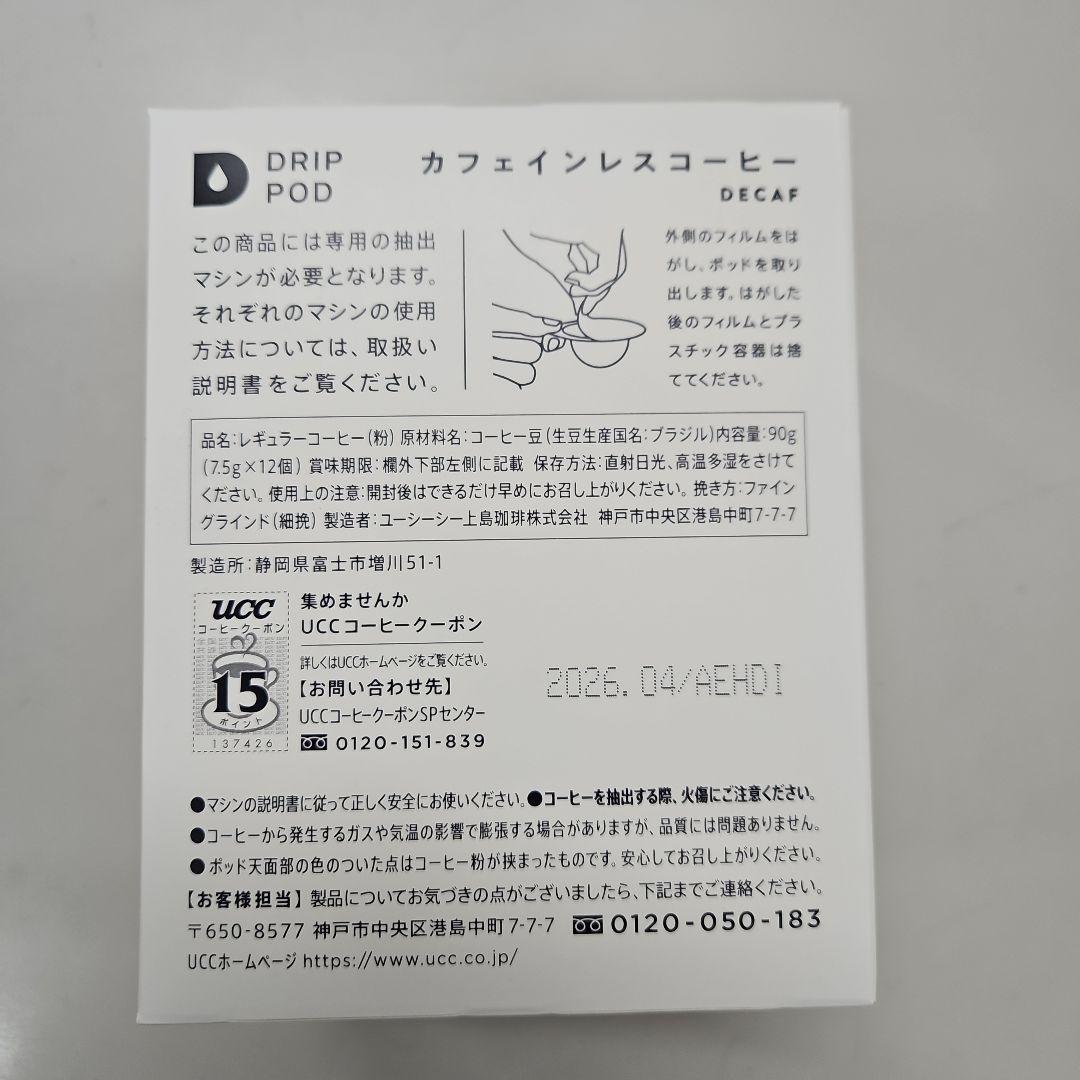 DRIP
POD
カフェインレスコーヒー
DECAF
この商品には専用の抽出
マシンが必要となります。
それぞれのマシンの使用
方法については、取扱い
説明書をご覧ください。
外側のフィルムをは
がし、ポッドを取り
出します。はがした
後のフィルムとプラ
スチック容器は捨
ててください。
品名:レギュラーコーヒー(粉) 原材料名:コーヒー豆(生豆生産国名:ブラジル)内容量:90g
(7.5g×12個) 賞味期限:欄外下部左側に記載 保存方法:直射日光、高温多湿をさけて
ください。使用上の注意:開封後はできるだけ早めにお召し上がりください。挽き方:ファイン
グラインド(細挽) 製造者:ユーシーシー上島珈琲株式会社 神戸市中央区港島中町7-7-7
製造所:静岡県富士市増川51-1
UCC
コーヒークーポン
15
ポイント
137426
集めませんか
UCCコーヒークーポン
詳しくはUCCホームページをご覧ください。
【お問い合わせ先】
UCCコーヒークーポンSPセンター
0120-151-839
2026.04/AEHDI
●マシンの説明書に従って正しく安全にお使いください。●コーヒーを抽出する際、火傷にご注意ください。
●コーヒーから発生するガスや気温の影響で膨張する場合がありますが、品質には問題ありません。
●ポッド天面部の色のついた点はコーヒー粉が挟まったものです。安心してお召し上がりください。
【お客様担当】製品についてお気づきの点がございましたら、下記までご連絡ください。
〒650-8577 神戸市中央区港島中町7-7-7 0120-050-183
UCCホームページ https://www.ucc.co.jp/